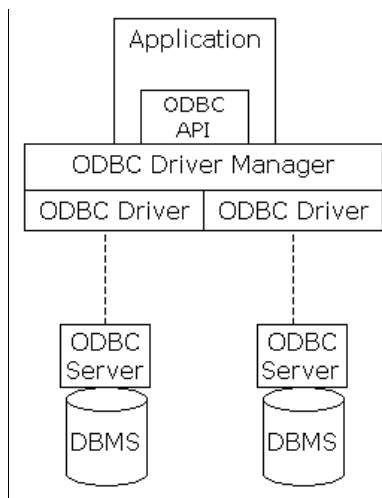 Application
ODBC
API
ODBC Driver Manager
ODBC Driver
ODBC Driver
ODBC
Server
ODBC
Server
DBMS
DBMS